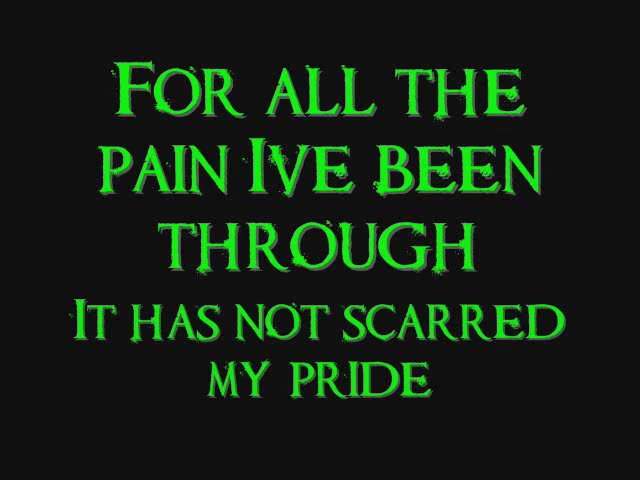 For all the
pain Ive been
through
It has not scarred
my pride